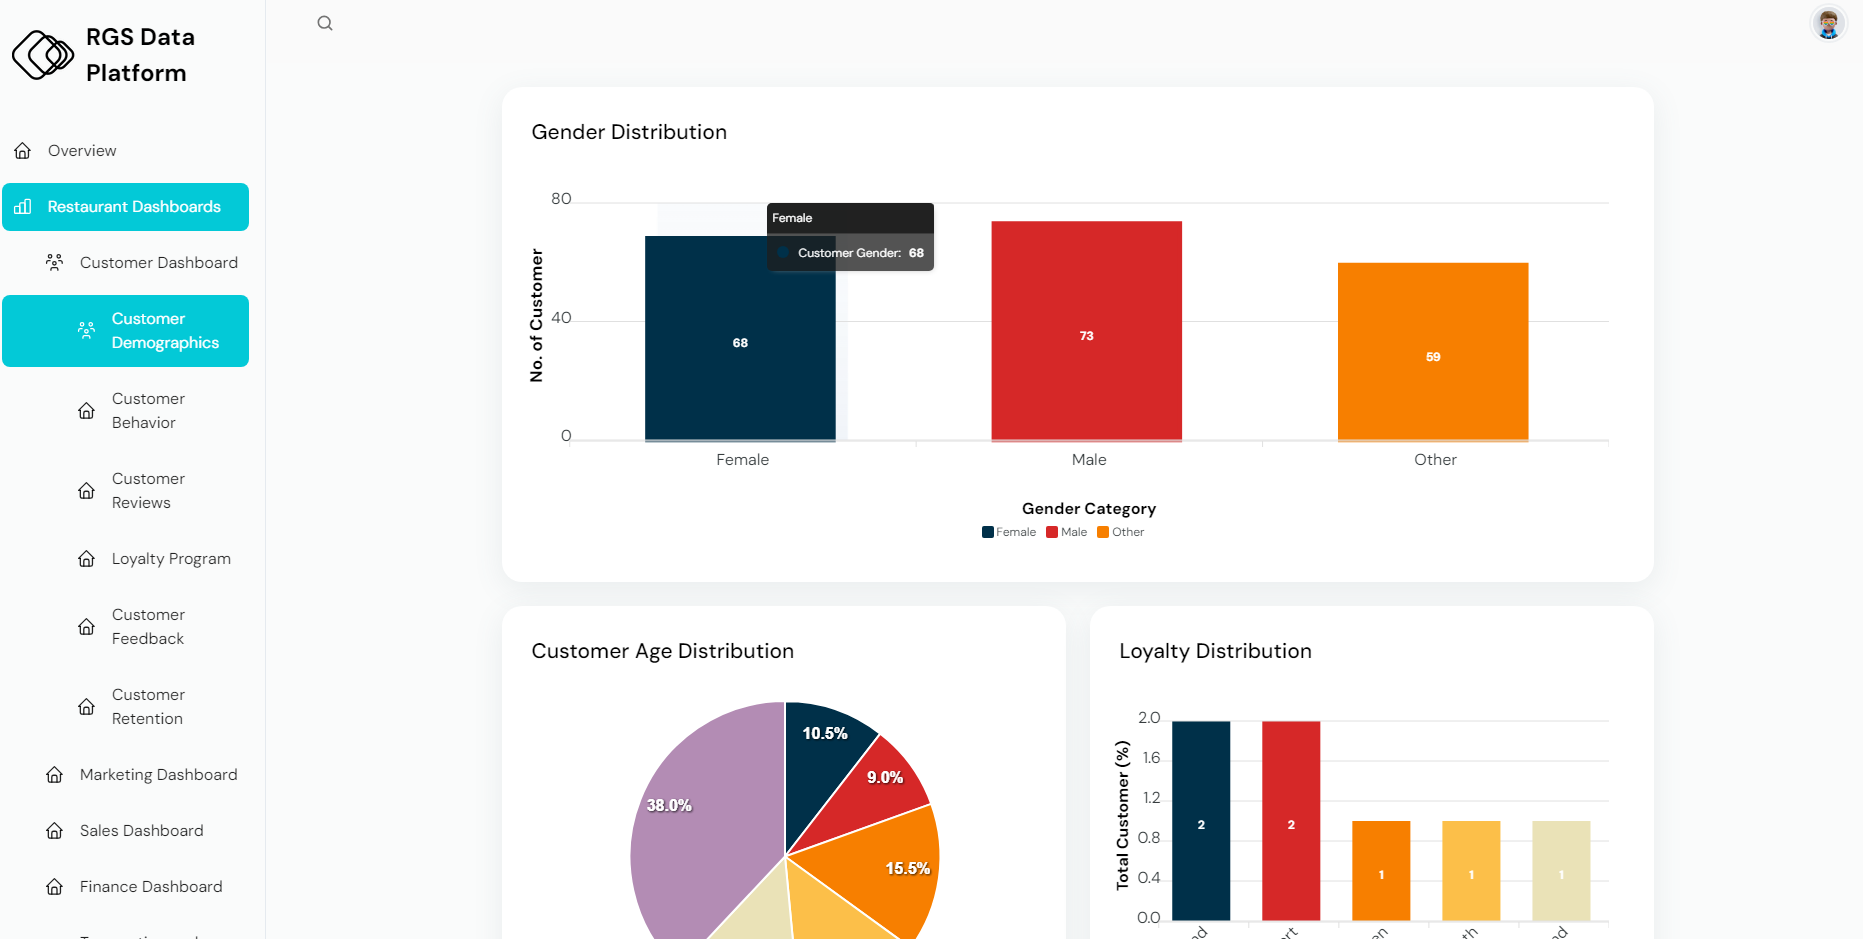 RGS Data
Platform
Overview
Restaurant Dashboards
Customer Dashboard
Customer
Demographics
Customer
Behavior
Customer
Reviews
Loyalty Program
Customer
Feedback
Customer
Retention
Marketing Dashboard
Sales Dashboard
Finance Dashboard
Gender Distribution
No. of Customer
80
40
0
Female
Customer Gender: 68
68
73
59
Female
Male
Other
Gender Category
Female Male Other
Customer Age Distribution
10.5%
9.0%
15.5%
38.0%
Loyalty Distribution
Total Customer (%)
2.0
1.6
1.2
0.8
0.4
0.0
2
2
1
1
1